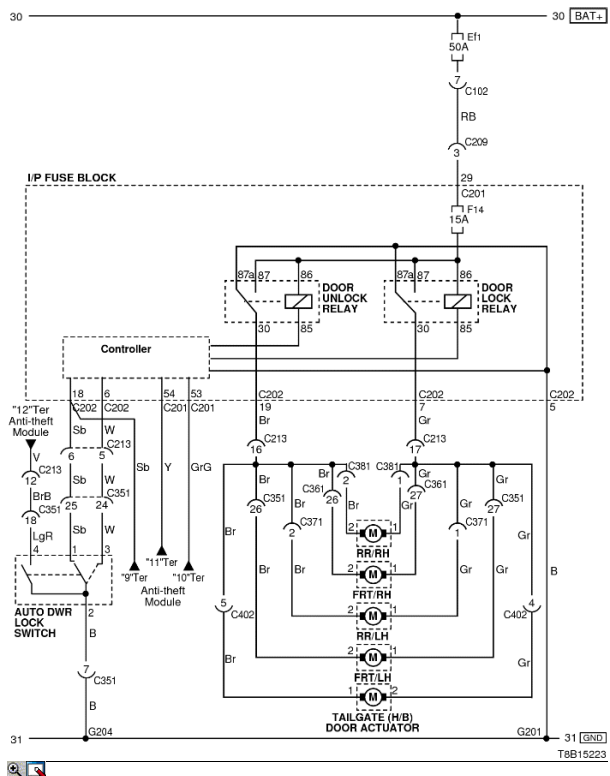 30
30 BAT+
Ef1
50A
7
C102
RB
C209
3
29
I/P FUSE BLOCK
C201
F14
15A
87a 87 86
87a 87 86
DOOR
UNLOCK
RELAY
DOOR
LOCK
RELAY
30 85
30 85
Controller
18 6 54 53
C202 C202 C202
C202 C202 C201 C201
19 7 5
"12"Ter
Anti-theft
Module
Sb W
Br Gr
V
C213
6 5
C213
16
C213
17
C213
12
Sb Y GrG
BrB
Sb W
C351
18
C351
25 24
LgR
Sb W
Br C381
2
C381
1
Gr
C361
26
C361
27
C351
26
C351
27
Br Br Br Gr Gr Gr
C371
2
C371
1
4 1 3
2 M 1
RR/RH
"9"Ter "11"Ter "10"Ter
Anti-theft
Module
Br Br Gr Gr B
2 M 1
FRT/RH
AUTO DWR
LOCK
SWITCH
2
B
5
C402
4
C402
2 M 1
RR/LH
7
C351
Br Gr
2 M 1
FRT/LH
B
1 M 2
TAILGATE (H/B)
DOOR ACTUATOR
G204
G201
31
31 GND
T8B15223